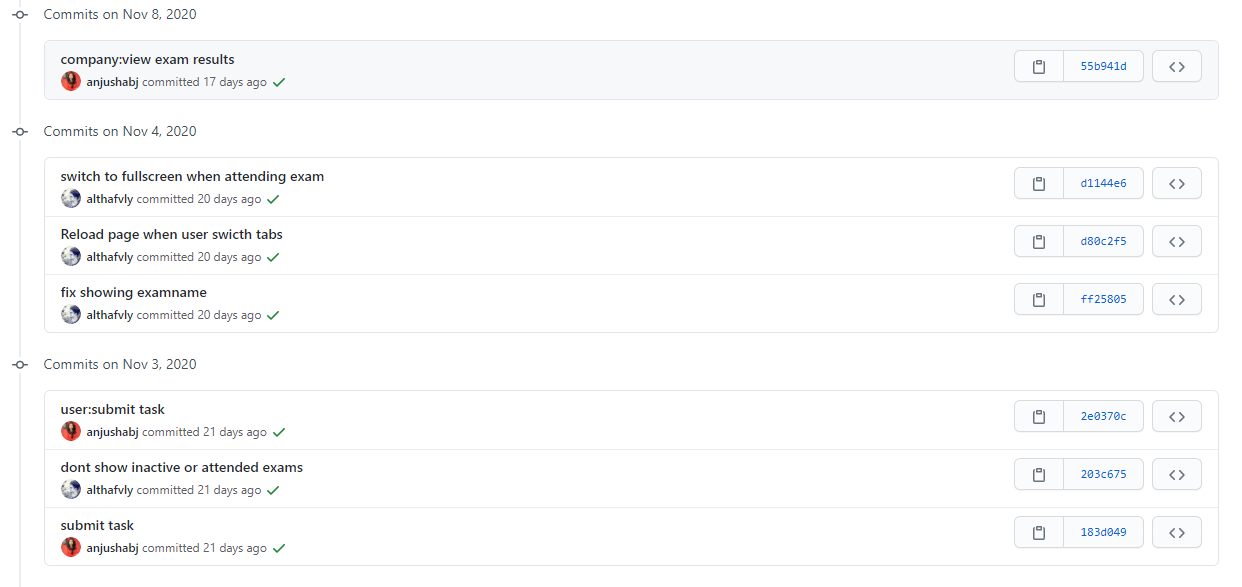 Commits on Nov 8, 2020
company:view exam results
anjushabj committed 17 days ago
55b941d
Commits on Nov 4, 2020
switch to fullscreen when attending exam
althafvly committed 20 days ago
d1144e6
Reload page when user swicth tabs
althafvly committed 20 days ago
d80c2f5
fix showing examname
althafvly committed 20 days ago
ff25805
Commits on Nov 3, 2020
user:submit task
anjushabj committed 21 days ago
2e0370c
dont show inactive or attended exams
althafvly committed 21 days ago
203c675
submit task
anjushabj committed 21 days ago
183d049